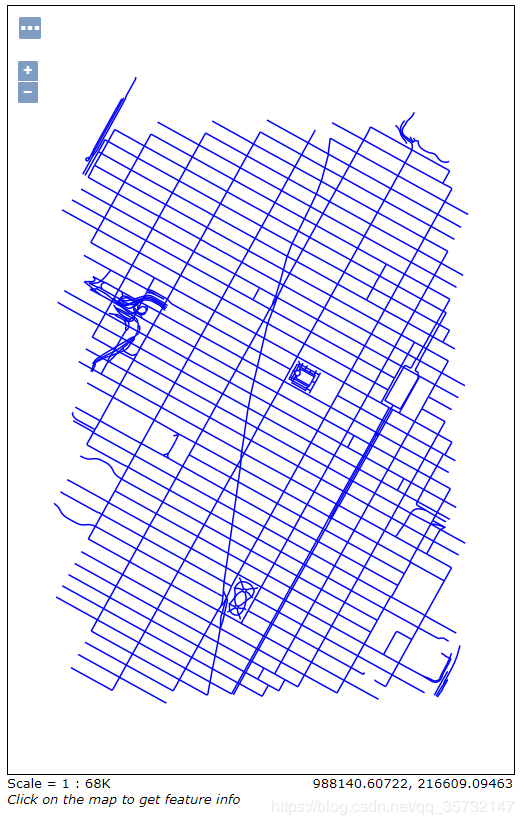 Scale = 1 : 68K
988140.60722, 216609.09463
Click on the map to get feature info
https://blog.csdn.net/qq_35732147